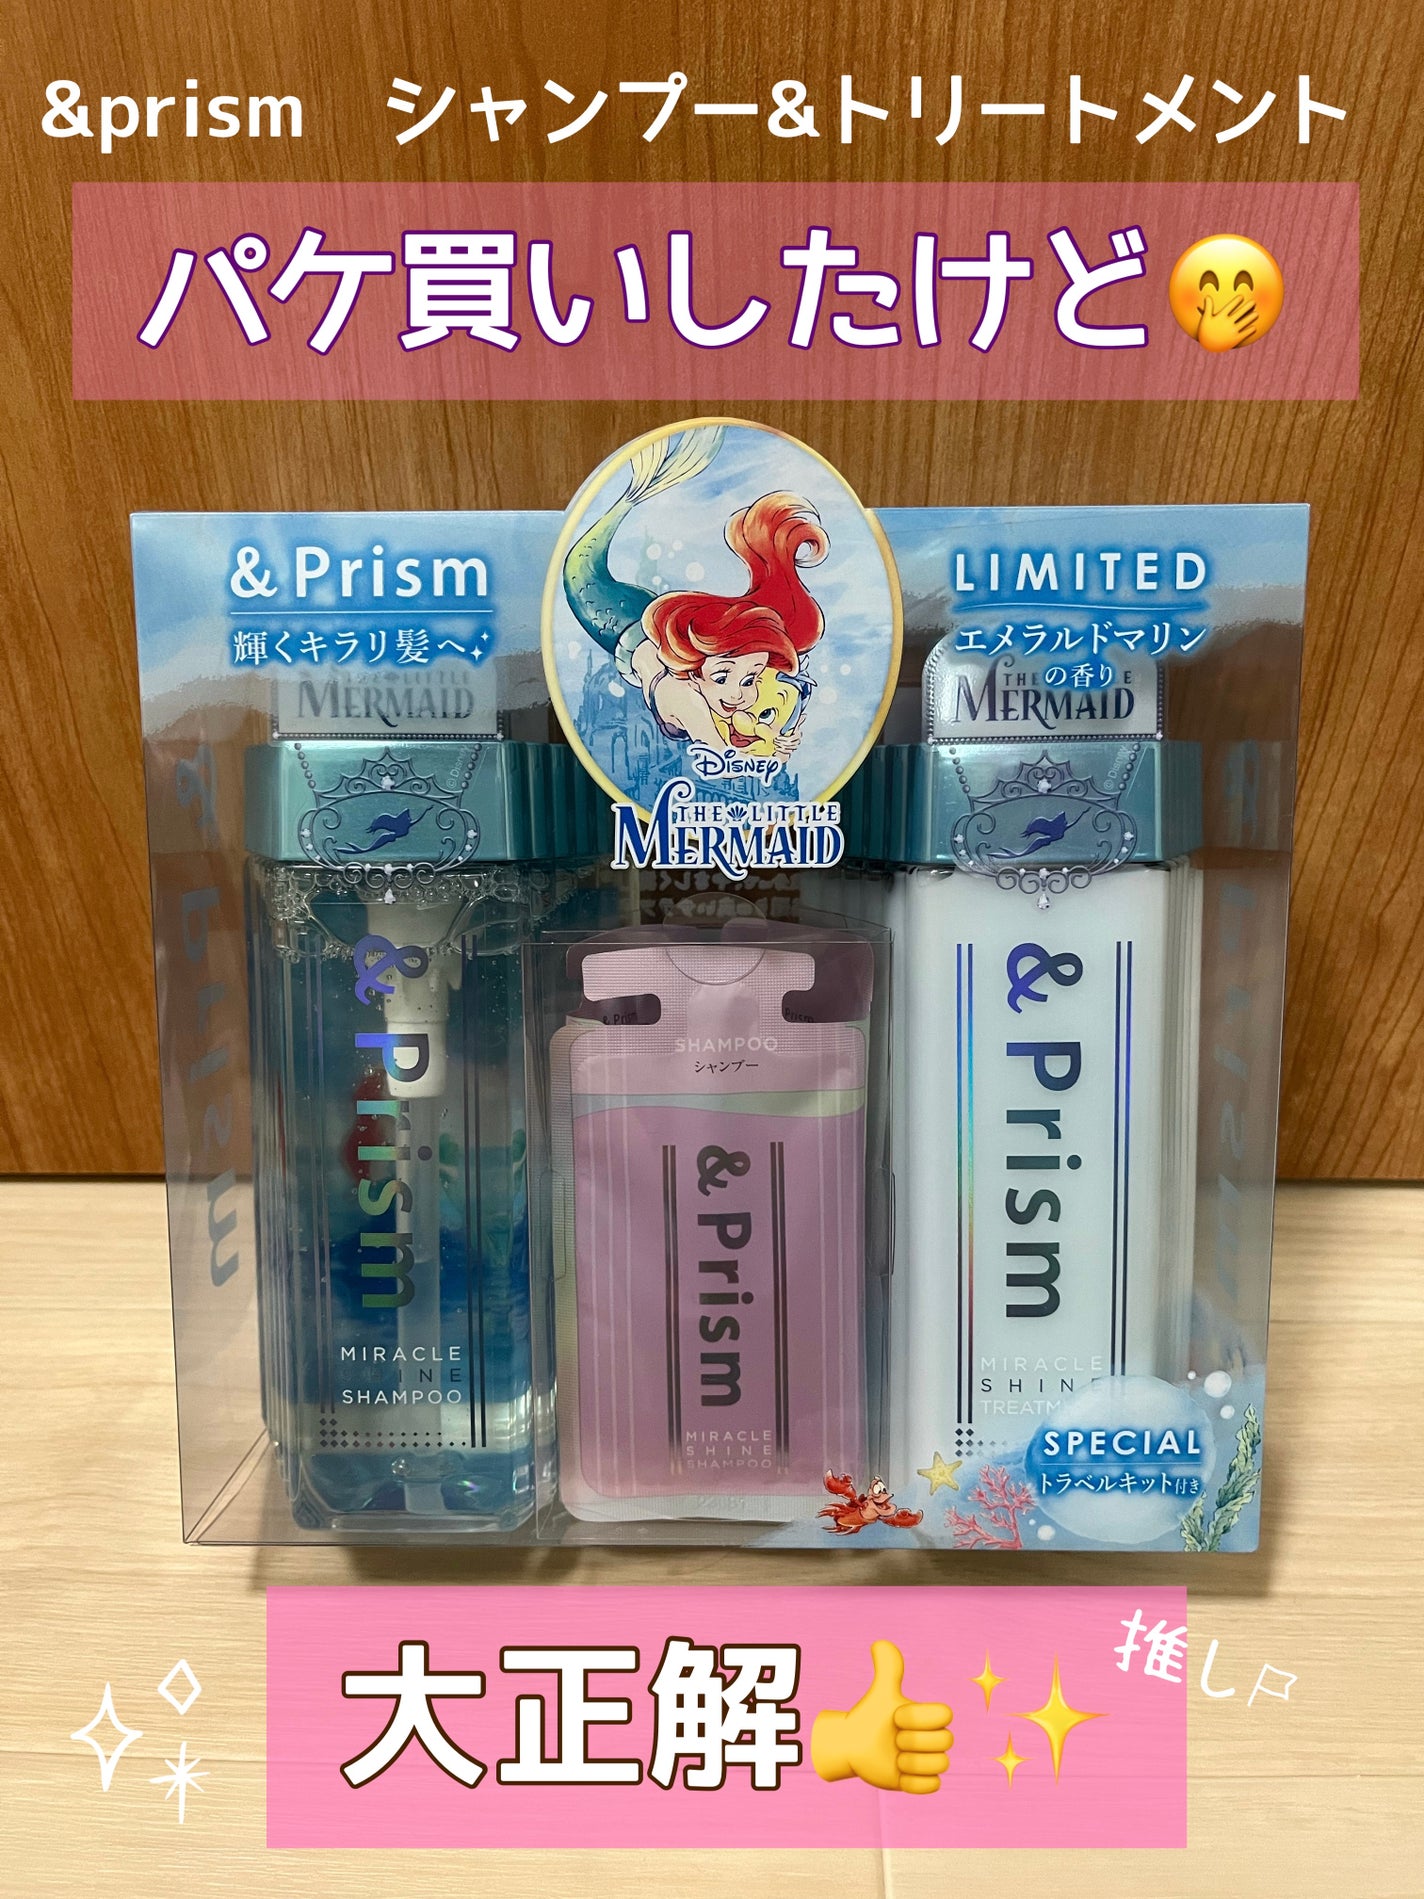 &prism　シャンプー&トリートメント
パケ買いしたけど🤭
& Prism
輝くキラリ髪へ
LIMITED
エメラルドマリン
の香り
THE LITTLE
MERMAID
MERMAID
DISNEY
THE LITTLE
MERMAID
& Prism
MIRACLE
SHINE
SHAMPOO
SHAMPOO
シャンプー
& Prism
MIRACLE
SHINE
SHAMPOO
& Prism
MIRACLE
SHINE
SPECIAL
トラベルキット付き
大正解👍✨
推し